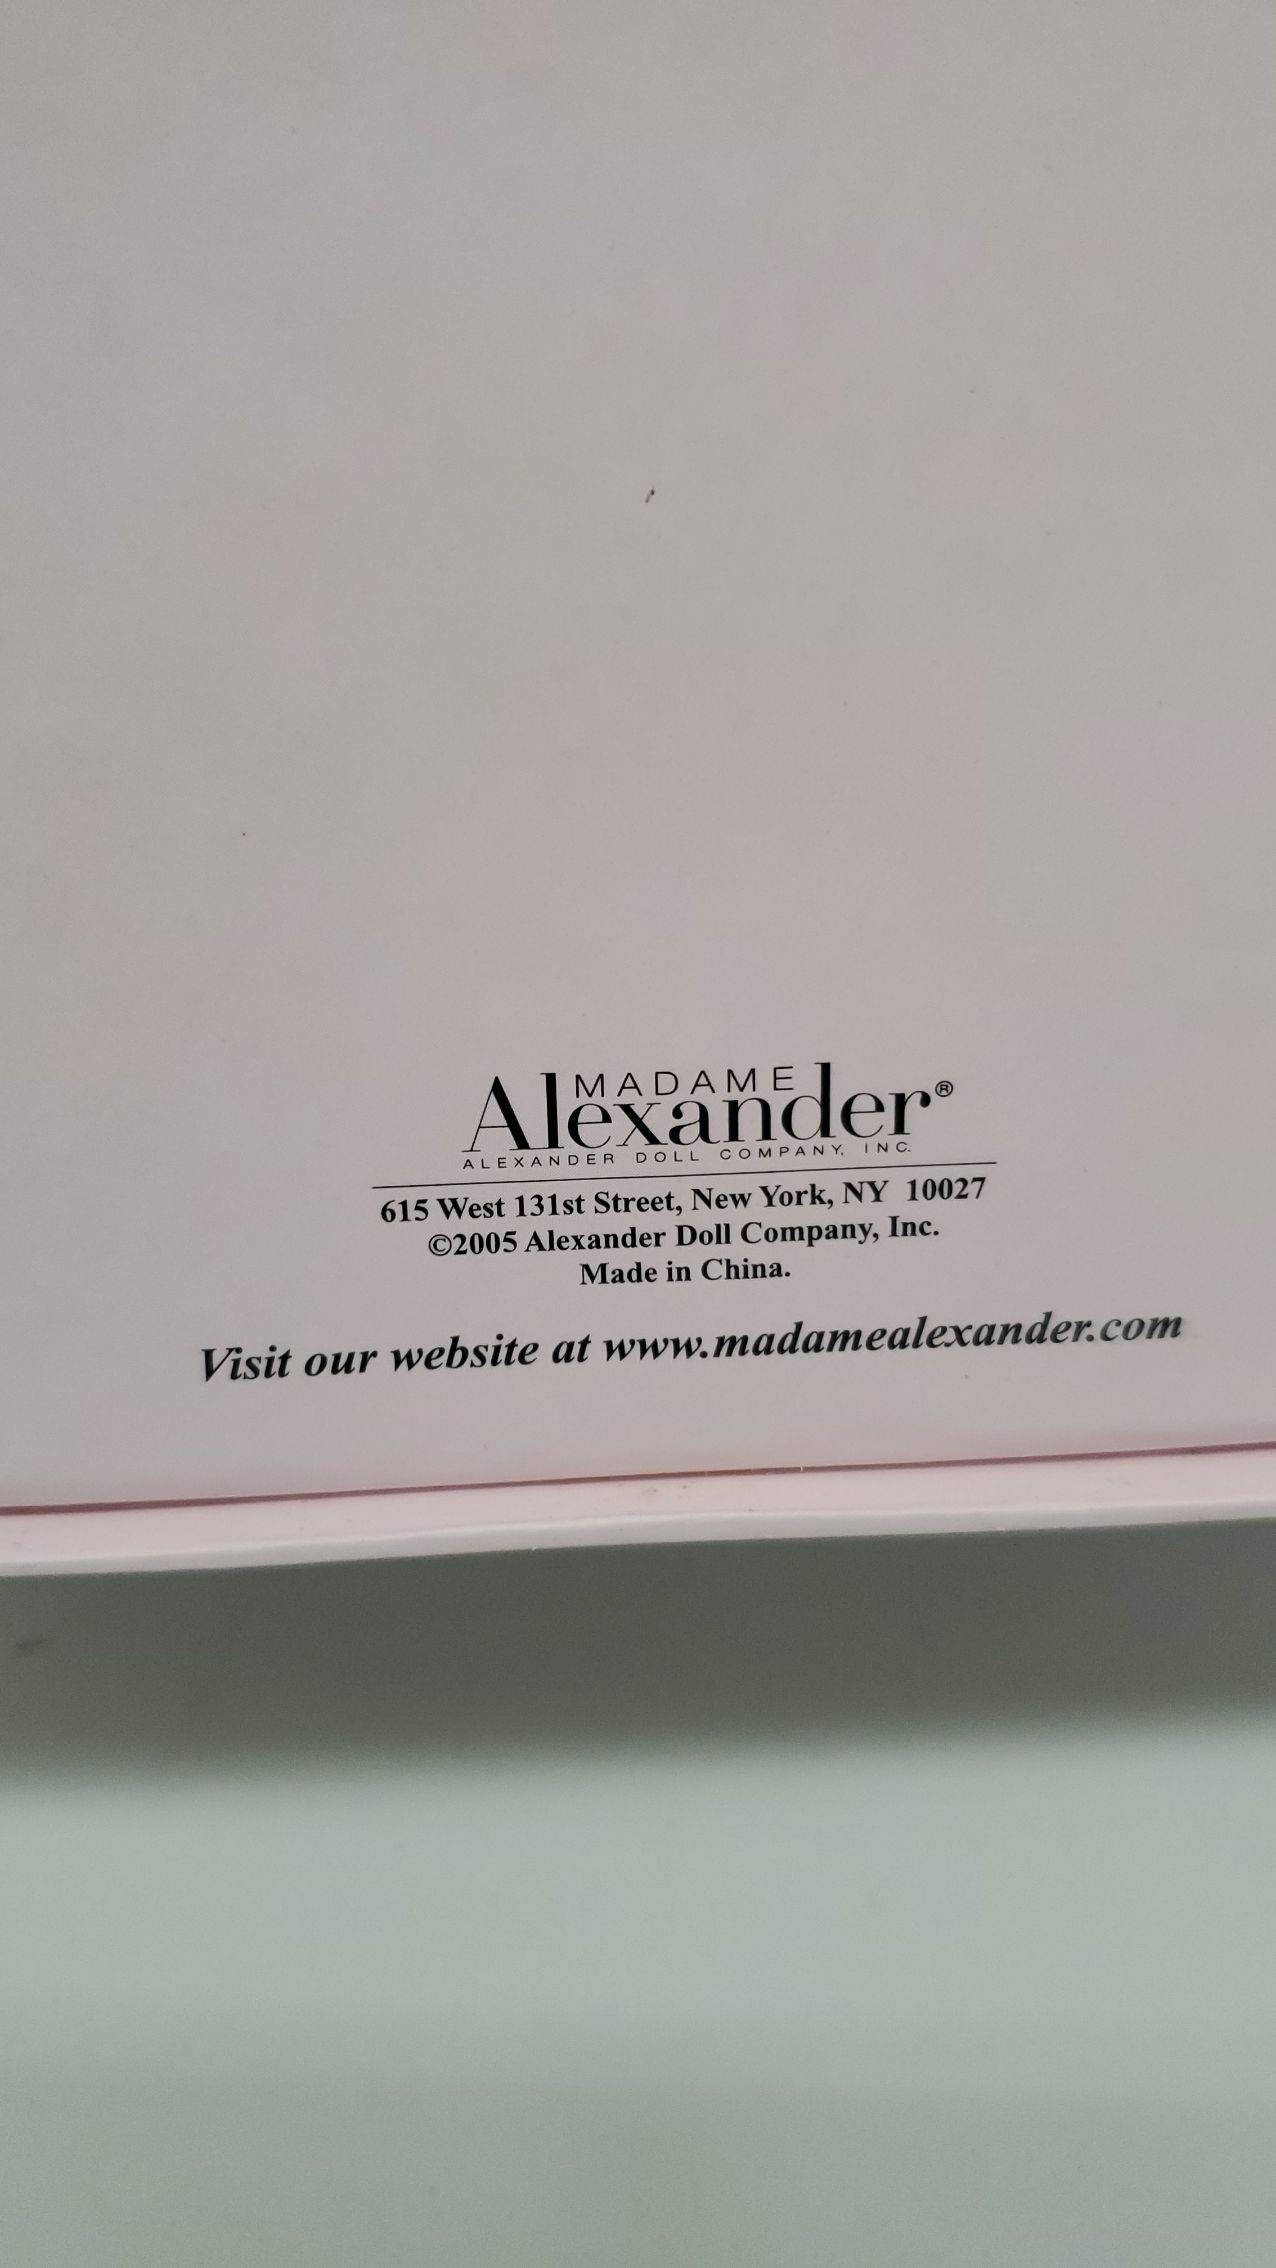 MADAME
Alexander®
ALEXANDER DOLL COMPANY, INC.
615 West 131st Street, New York, NY 10027
©2005 Alexander Doll Company, Inc.
Made in China.
Visit our website at www.madamealexander.com